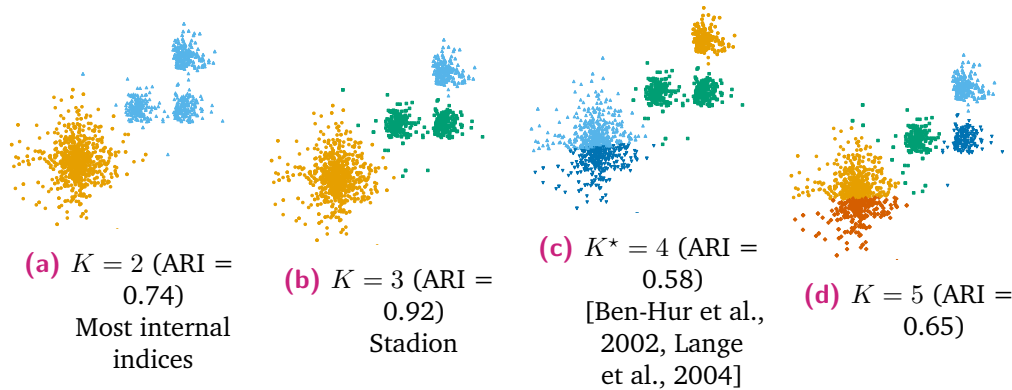 (a) K = 2 (ARI =
0.74)
Most internal
indices
(b) K = 3 (ARI =
0.92)
Stadion
(c) K⋆ = 4 (ARI =
0.58)
[Ben-Hur et al.,
2002, Lange
et al., 2004]
(d) K = 5 (ARI =
0.65)